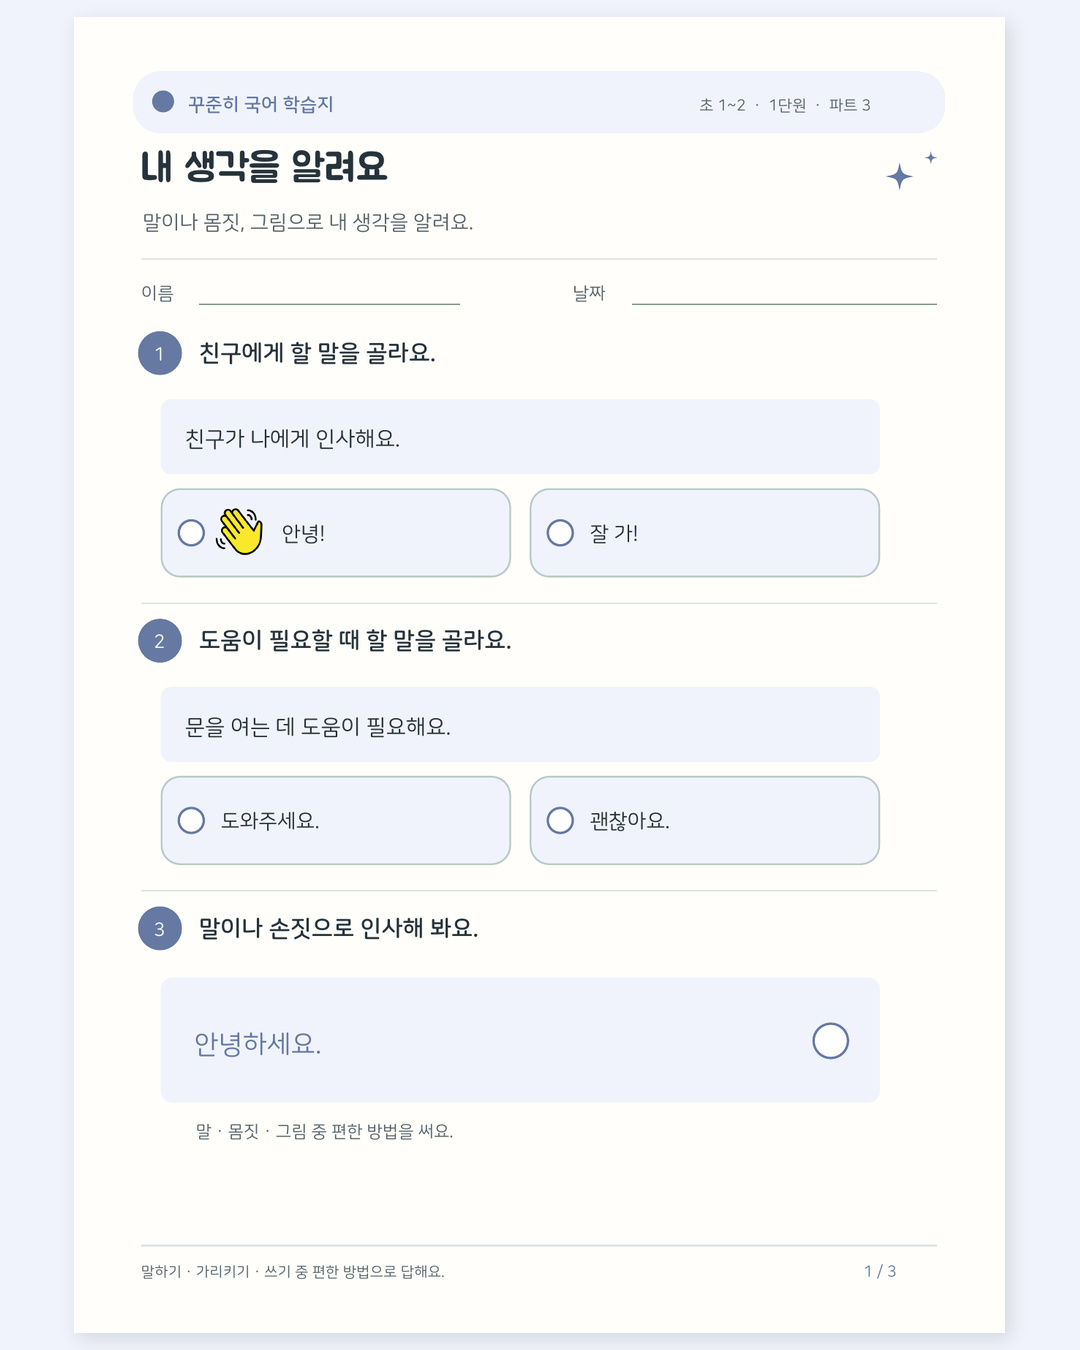 꾸준히 국어 학습지
초 1~2 · 1단원 · 파트 3
내 생각을 알려요
말이나 몸짓, 그림으로 내 생각을 알려요.
이름
날짜
1 친구에게 할 말을 골라요.
친구가 나에게 인사해요.
안녕!
잘 가!
2 도움이 필요할 때 할 말을 골라요.
문을 여는 데 도움이 필요해요.
도와주세요.
괜찮아요.
3 말이나 손짓으로 인사해 봐요.
안녕하세요.
말 · 몸짓 · 그림 중 편한 방법을 써요.
말하기 · 가리키기 · 쓰기 중 편한 방법으로 답해요.
1 / 3